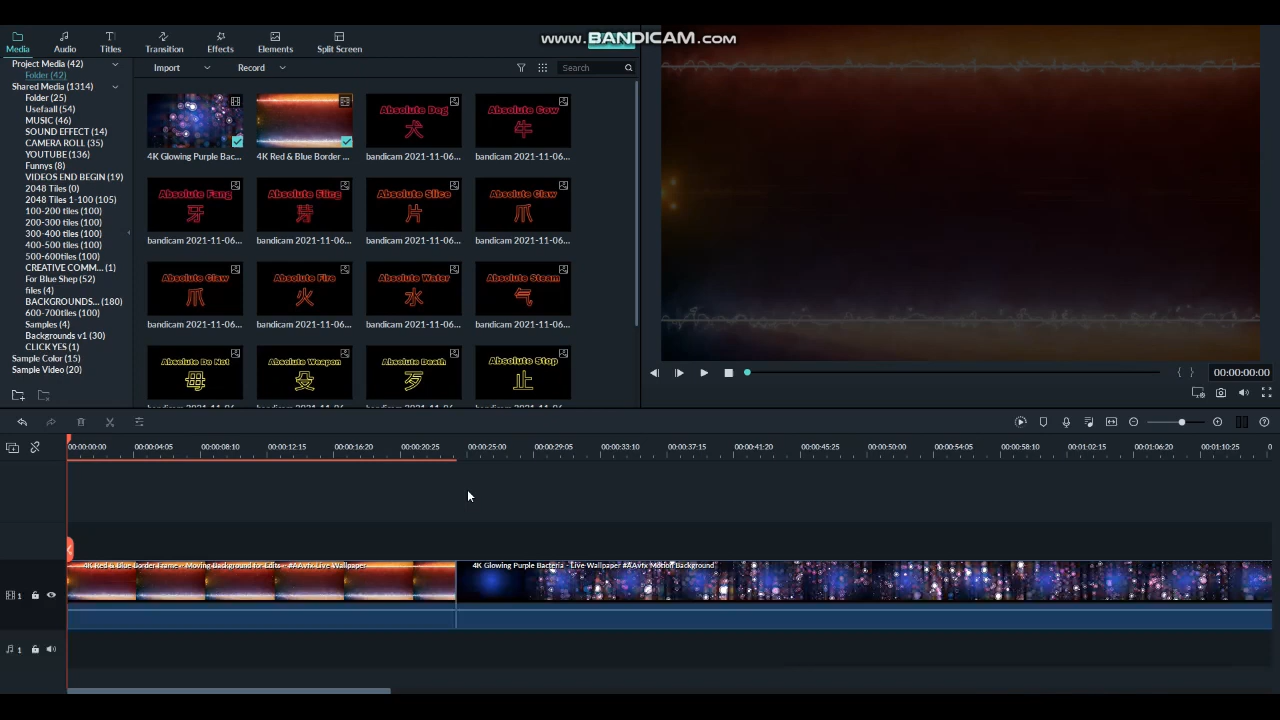 www.BANDICAM.com
Media Audio Titles Transition Effects Elements Split Screen
Project Media (42)
Folder (42)
Shared Media (1314)
Folder (25)
Usefaull (54)
MUSIC (46)
SOUND EFFECT (14)
CAMERA ROLL (35)
YOUTUBE (136)
Funnys (8)
VIDEOS END BEGIN (19)
2048 Tiles (0)
2048 Tiles 1-100 (105)
100-200 tiles (100)
200-300 tiles (100)
300-400 tiles (100)
400-500 tiles (100)
500-600tiles (100)
CREATIVE COMM... (1)
For Blue Shep (52)
files (4)
BACKGROUNDS... (180)
600-700tiles (100)
Samples (4)
Backgrounds v1 (30)
CLICK YES (1)
Sample Color (15)
Sample Video (20)
Import Record Search
Absolute Dog Absolute Cow
犬 牛
4K Glowing Purple Bac... 4K Red & Blue Border ... bandicam 2021-11-06... bandicam 2021-11-06...
Absolute Fang Absolute Slice Absolute Slice Absolute Claw
牙 芽 片 爪
bandicam 2021-11-06... bandicam 2021-11-06... bandicam 2021-11-06... bandicam 2021-11-06...
Absolute Claw Absolute Fire Absolute Water Absolute Steam
爪 火 水 气
bandicam 2021-11-06... bandicam 2021-11-06... bandicam 2021-11-06... bandicam 2021-11-06...
Absolute Do Not Absolute Weapon Absolute Death Absolute Stop
毋 殳 歹 止
00:00:00:00
00:00:00:00 00:00:04:05 00:00:08:10 00:00:12:15 00:00:16:20 00:00:20:25 00:00:25:00 00:00:29:05 00:00:33:10 00:00:37:15 00:00:41:20 00:00:45:25 00:00:50:00 00:00:54:05 00:00:58:10 00:01:02:15 00:01:06:20 00:01:10:25 0
4K Red & Blue Border Frame - Moving Background for Edits - #AAvfx Live Wallpaper 4K Glowing Purple Bacteria - Live Wallpaper #AAvfx Motion Background
1
1